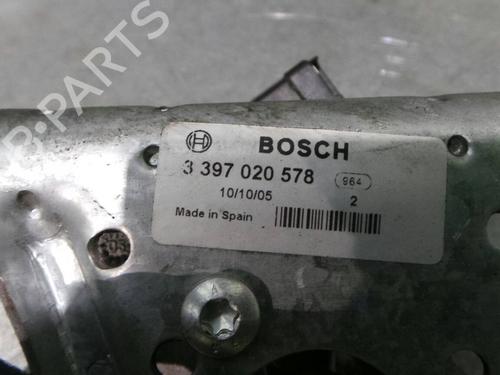 B-PARTS
BOSCH
3 397 020 578
964
10/10/05
2
Made in Spain